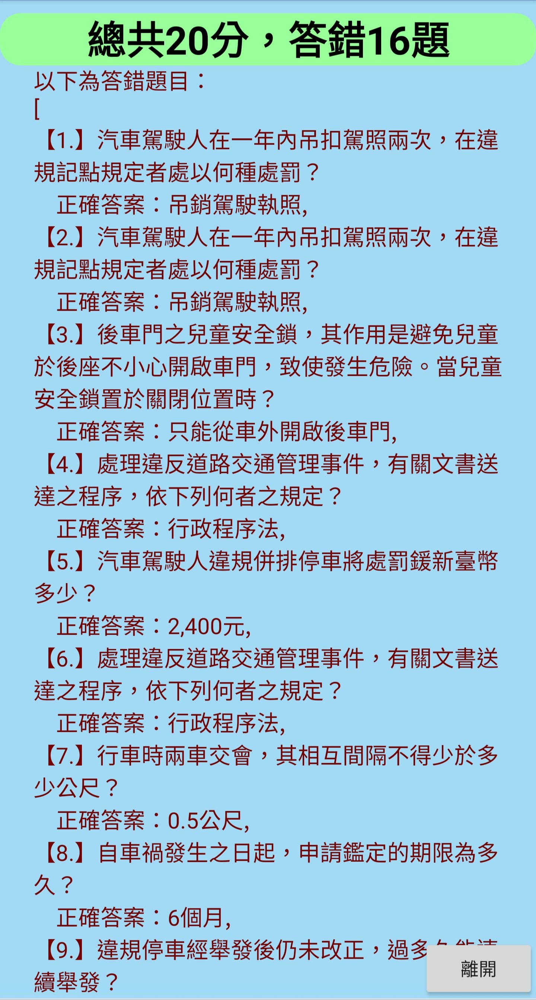 總共20分，答錯16題
以下為答錯題目：
[
【1.】汽車駕駛人在一年內吊扣駕照兩次，在違
規記點規定者處以何種處罰？
正確答案：吊銷駕駛執照,
【2.】汽車駕駛人在一年內吊扣駕照兩次，在違
規記點規定者處以何種處罰？
正確答案：吊銷駕駛執照,
【3.】後車門之兒童安全鎖，其作用是避免兒童
於後座不小心開啟車門，致使發生危險。當兒童
安全鎖置於關閉位置時？
正確答案：只能從車外開啟後車門,
【4.】處理違反道路交通管理事件，有關文書送
達之程序，依下列何者之規定？
正確答案：行政程序法,
【5.】汽車駕駛人違規併排停車將處罰鍰新臺幣
多少？
正確答案：2,400元,
【6.】處理違反道路交通管理事件，有關文書送
達之程序，依下列何者之規定？
正確答案：行政程序法,
【7.】行車時兩車交會，其相互間隔不得少於多
少公尺？
正確答案：0.5公尺,
【8.】自車禍發生之日起，申請鑑定的期限為多
久？
正確答案：6個月,
【9.】違規停車經舉發後仍未改正，過多
續舉發？
離開